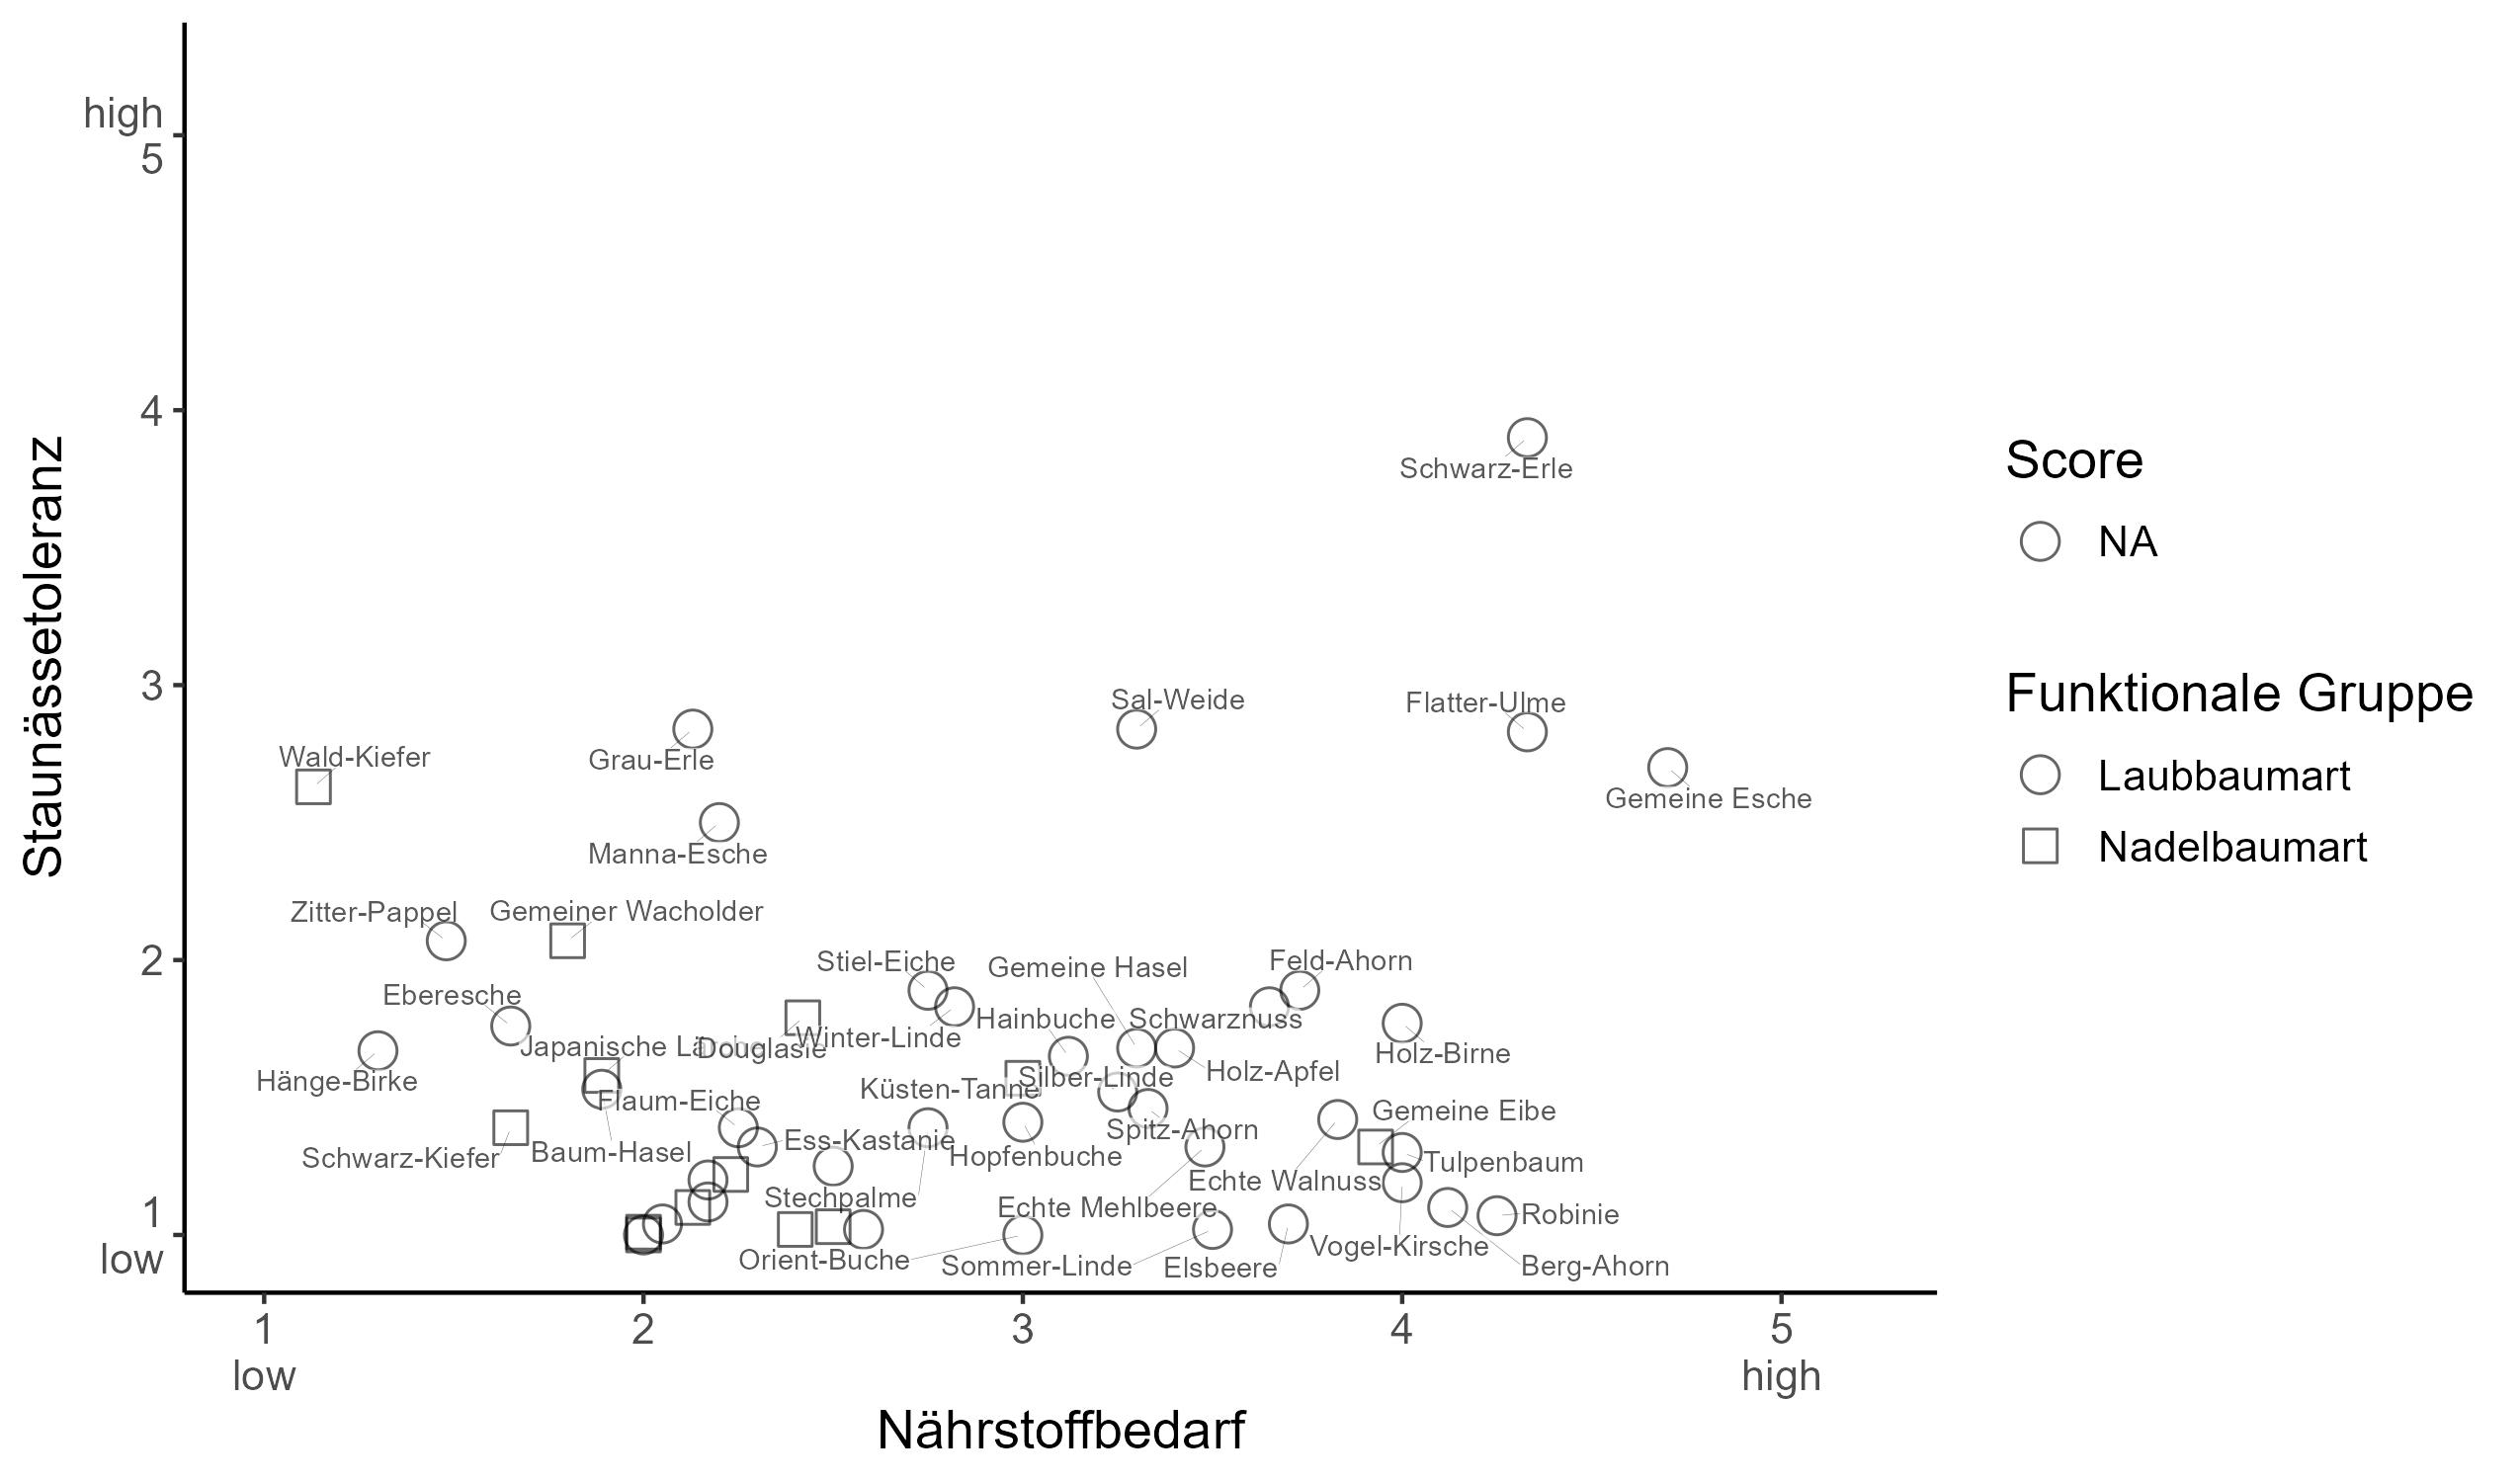 high
5
4
3
2
1
low
Staunässetoleranz
Schwarz-Erle
Sal-Weide
Flatter-Ulme
Grau-Erle
Wald-Kiefer
Gemeine Esche
Manna-Esche
Zitter-Pappel
Gemeiner Wacholder
Stiel-Eiche
Gemeine Hasel
Feld-Ahorn
Eberesche
Hainbuche
Schwarznuss
Winter-Linde
Japanische Lärche
Douglasie
Holz-Birne
Hänge-Birke
Silber-Linde
Holz-Apfel
Küsten-Tanne
Flaum-Eiche
Gemeine Eibe
Spitz-Ahorn
Ess-Kastanie
Baum-Hasel
Schwarz-Kiefer
Hopfenbuche
Tulpenbaum
Echte Walnuss
Stechpalme
Echte Mehlbeere
Robinie
Vogel-Kirsche
Orient-Buche
Sommer-Linde
Elsbeere
Berg-Ahorn
1
low
2
3
4
5
high
Nährstoffbedarf
Score
NA
Funktionale Gruppe
Laubbaumart
Nadelbaumart